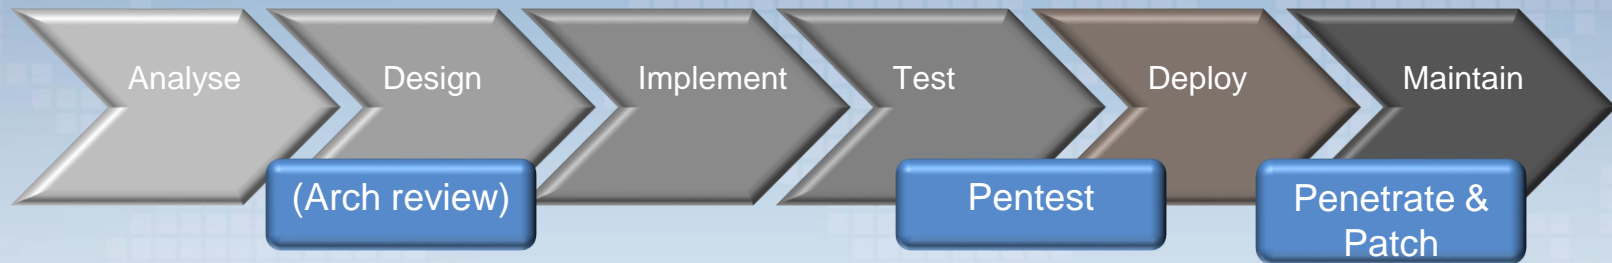 Analyse
Design
Implement
Test
Deploy
Maintain
(Arch review)
Pentest
Penetrate &
Patch